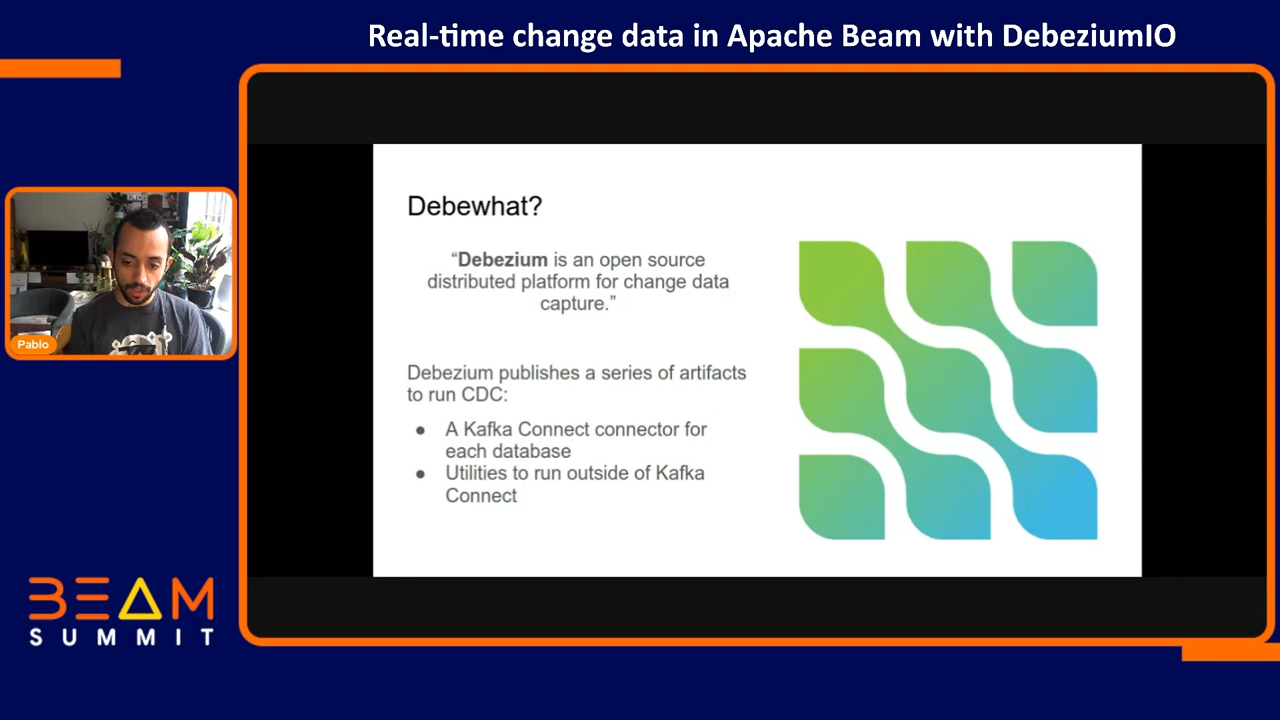 Real-time change data in Apache Beam with DebeziumIO
Debewhat?
“Debezium is an open source
distributed platform for change data
capture.”
Debezium publishes a series of artifacts
to run CDC:
● A Kafka Connect connector for
each database
● Utilities to run outside of Kafka
Connect
Pablo
BEAM
SUMMIT